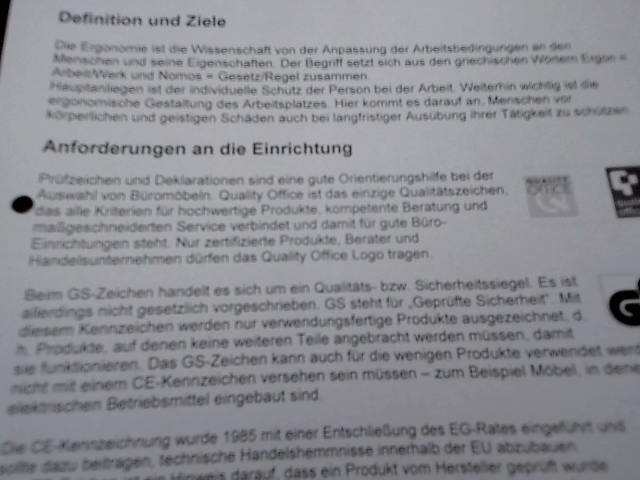 Definition und Ziele
Die Ergonomie ist die Wissenschaft von der Anpassung der Arbeitsbedingungen an den
Menschen und seine Eigenschaften. Der Begriff setzt sich aus den griechischen Wörtern Ergon =
Arbeit/Werk und Nomos = Gesetz/Regel zusammen.
Hauptanliegen ist der individuelle Schutz der Person bei der Arbeit. Weiterhin wichtig ist die
ergonomische Gestaltung des Arbeitsplatzes. Hier kommt es darauf an, Menschen vor
körperlichen und geistigen Schäden auch bei langfristiger Ausübung ihrer Tätigkeit zu schützen.
Anforderungen an die Einrichtung
Prüfzeichen und Deklarationen sind eine gute Orientierungshilfe bei der
Auswahl von Büromöbeln. Quality Office ist das einzige Qualitätszeichen,
das alle Kriterien für hochwertige Produkte, kompetente Beratung und
maßgeschneiderten Service verbindet und damit für gute Büro-
Einrichtungen steht. Nur zertifizierte Produkte, Berater und
Handelsunternehmen dürfen das Quality Office Logo tragen.
QUALITY
OFFICE
Beim GS-Zeichen handelt es sich um ein Qualitäts- bzw. Sicherheitssiegel. Es ist
allerdings nicht gesetzlich vorgeschrieben. GS steht für „Geprüfte Sicherheit“. Mit
diesem Kennzeichen werden nur verwendungsfertige Produkte ausgezeichnet, d.
h. Produkte, auf denen keine weiteren Teile angebracht werden müssen, damit
sie funktionieren. Das GS-Zeichen kann auch für die wenigen Produkte verwendet werd
nicht mit einem CE-Kennzeichen versehen sein müssen – zum Beispiel Möbel, in dene
elektrischen Betriebsmittel eingebaut sind.
Die CE-Kennzeichnung wurde 1985 mit einer Entschließung des EG-Rates eingeführt und
sollte dazu beitragen, technische Handelshemmnisse innerhalb der EU abzubauen.
ein Hinweis darauf, dass ein Produkt vom Hersteller geprüft wurde